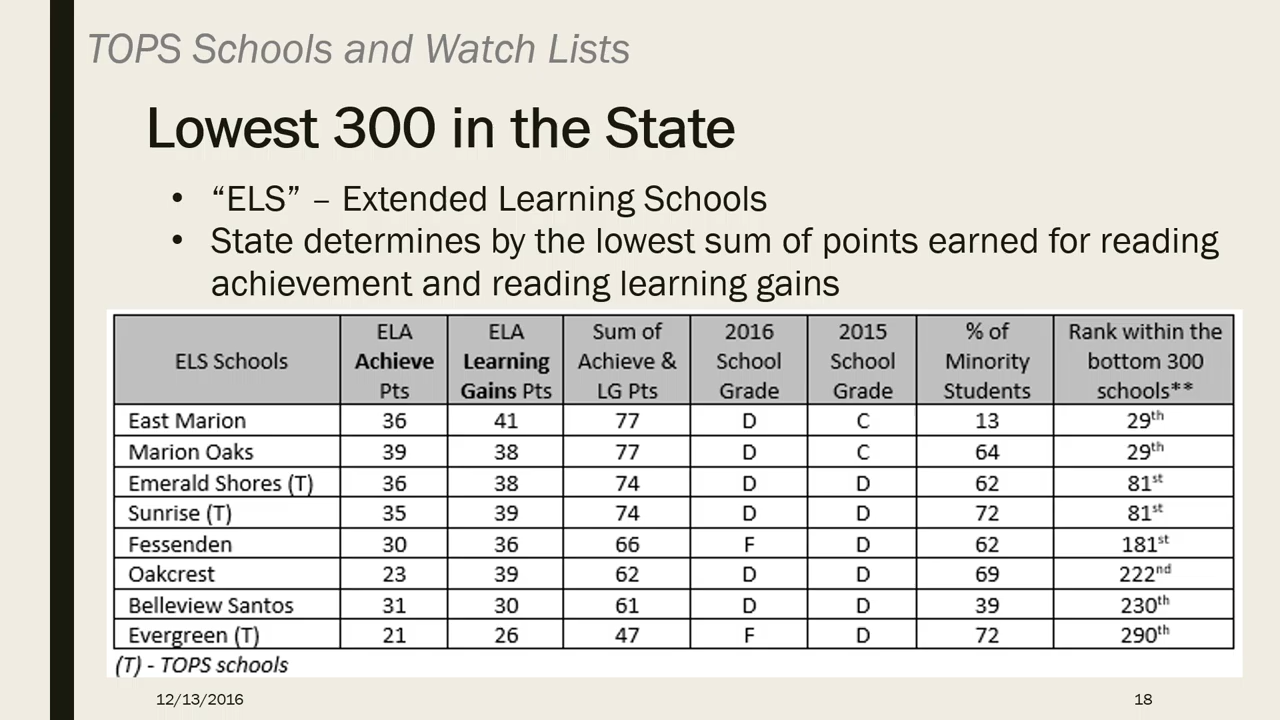 TOPS Schools and Watch Lists
Lowest 300 in the State
• “ELS” – Extended Learning Schools
• State determines by the lowest sum of points earned for reading
achievement and reading learning gains
ELS Schools | ELA Achieve Pts | ELA Learning Gains Pts | Sum of Achieve & LG Pts | 2016 School Grade | 2015 School Grade | % of Minority Students | Rank within the bottom 300 schools**
East Marion | 36 | 41 | 77 | D | C | 13 | 29th
Marion Oaks | 39 | 38 | 77 | D | C | 64 | 29th
Emerald Shores (T) | 36 | 38 | 74 | D | D | 62 | 81st
Sunrise (T) | 35 | 39 | 74 | D | D | 72 | 81st
Fessenden | 30 | 36 | 66 | F | D | 62 | 181st
Oakcrest | 23 | 39 | 62 | D | D | 69 | 222nd
Belleview Santos | 31 | 30 | 61 | D | D | 39 | 230th
Evergreen (T) | 21 | 26 | 47 | F | D | 72 | 290th
(T) - TOPS schools
12/13/2016
18